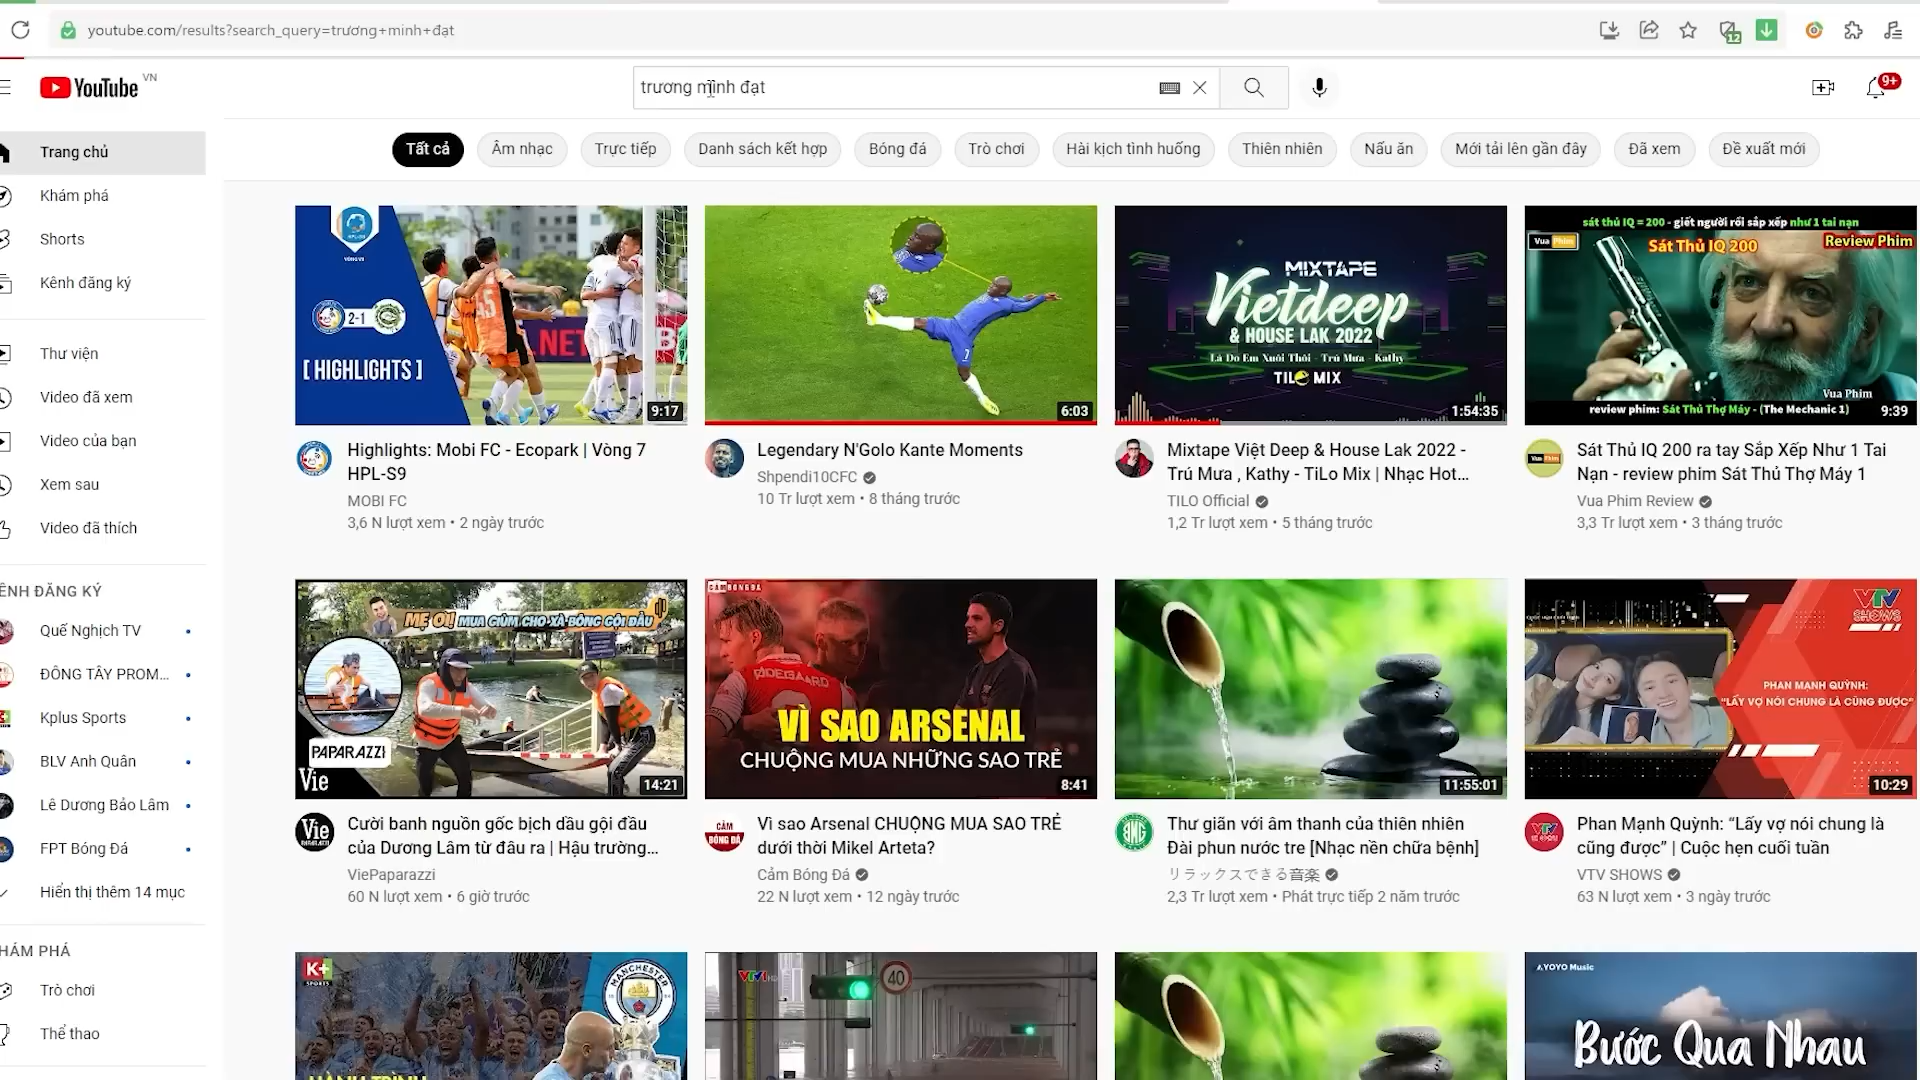 youtube.com/results?search_query=trương+minh+đạt
12
YouTube VN
trương minh đạt
9+
Tất cả
Âm nhạc
Trực tiếp
Danh sách kết hợp
Bóng đá
Trò chơi
Hài kịch tình huống
Thiên nhiên
Nấu ăn
Mới tải lên gần đây
Đã xem
Đề xuất mới
Trang chủ
Khám phá
Shorts
Kênh đăng ký
Thư viện
Video đã xem
Video của bạn
Xem sau
Video đã thích
ÊNH ĐĂNG KÝ
Quế Nghịch TV
ĐÔNG TÂY PROM...
Kplus Sports
BLV Anh Quân
Lê Dương Bảo Lâm
FPT Bóng Đá
Hiển thị thêm 14 mục
HÁM PHÁ
Trò chơi
Thể thao
2-1
[ HIGHLIGHTS ]
9:17
Highlights: Mobi FC - Ecopark | Vòng 7
HPL-S9
MOBI FC
3,6 N lượt xem • 2 ngày trước
6:03
Legendary N'Golo Kante Moments
Shpendi10CFC
10 Tr lượt xem • 8 tháng trước
MIXTAPE
Vietdeep
& HOUSE LAK 2022
Là Do Em Xuôi Thôi - Trú Mưa - Kathy
TILO MIX
1:54:35
Mixtape Việt Deep & House Lak 2022 -
Trú Mưa , Kathy - TiLo Mix | Nhạc Hot...
TILO Official
1,2 Tr lượt xem • 5 tháng trước
sát thủ IQ = 200 - giết người rồi sắp xếp như 1 tai nạn
Vua Phim
Sát Thủ IQ 200
Review Phim
Vua Phim
review phim: Sát Thủ Thợ Máy - (The Mechanic 1)
9:39
Sát Thủ IQ 200 ra tay Sắp Xếp Như 1 Tai
Nạn - review phim Sát Thủ Thợ Máy 1
Vua Phim Review
3,3 Tr lượt xem • 3 tháng trước
MẸ ƠI! MUA GIÙM CHO XÀ BÔNG GỘI ĐẦU
PAPARAZZI
Vie
14:21
Vie
Cười banh nguồn gốc bịch dầu gội đầu
của Dương Lâm từ đâu ra | Hậu trường...
ViePaparazzi
60 N lượt xem • 6 giờ trước
CẢM BÓNG ĐÁ
ØDEGAARD
VÌ SAO ARSENAL
CHUỘNG MUA NHỮNG SAO TRẺ
8:41
CẢM
BÓNG ĐÁ
Vì sao Arsenal CHUỘNG MUA SAO TRẺ
dưới thời Mikel Arteta?
Cảm Bóng Đá
22 N lượt xem • 12 ngày trước
11:55:01
BMG
Thư giãn với âm thanh của thiên nhiên
Đài phun nước tre [Nhạc nền chữa bệnh]
リラックスできる音楽
2,3 Tr lượt xem • Phát trực tiếp 2 năm trước
VTV
SHOWS
PHAN MẠNH QUỲNH:
"LẤY VỢ NÓI CHUNG LÀ CŨNG ĐƯỢC"
10:29
Phan Mạnh Quỳnh: “Lấy vợ nói chung là
cũng được” | Cuộc hẹn cuối tuần
VTV SHOWS
63 N lượt xem • 3 ngày trước
K+
SPORTS
MANCHESTER
HÀNH TRÌNH
VTV1 HD
40
AYOYO Music
Bước Qua Nhau